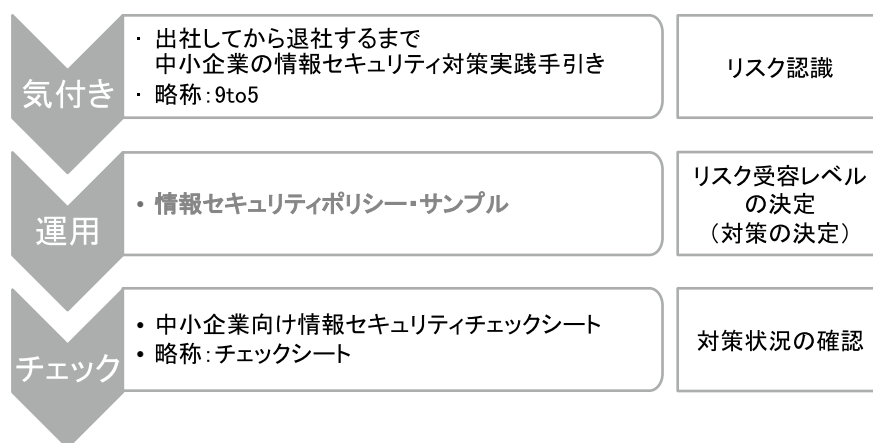 気付き
・ 出社してから退社するまで
中小企業の情報セキュリティ対策実践手引き
・ 略称：9to5
リスク認識
運用
• 情報セキュリティポリシー・サンプル
リスク受容レベル
の決定
（対策の決定）
チェック
• 中小企業向け情報セキュリティチェックシート
• 略称：チェックシート
対策状況の確認